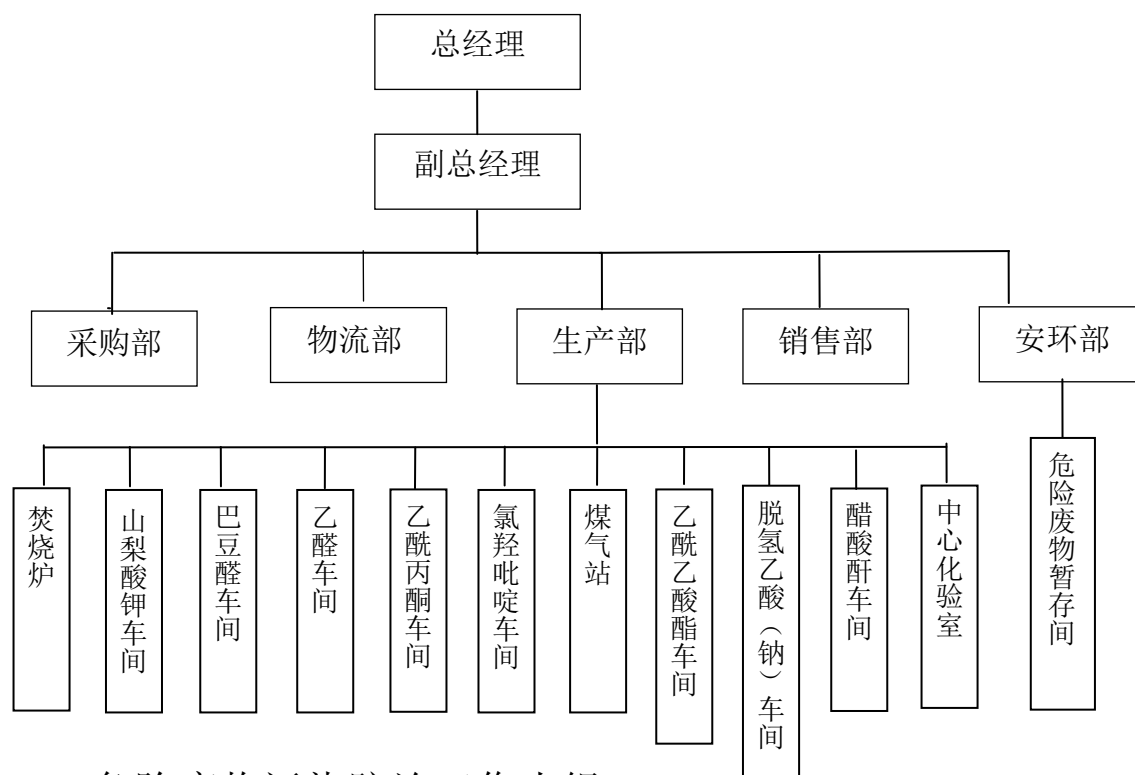 总经理
副总经理
采购部
物流部
生产部
销售部
安环部
焚烧炉
山梨酸钾车间
巴豆醛车间
乙醛车间
乙酰丙酮车间
氯羟吡啶车间
煤气站
乙酰乙酸酯车间
脱氢乙酸（钠）车间
醋酸酐车间
中心化验室
危险废物暂存间